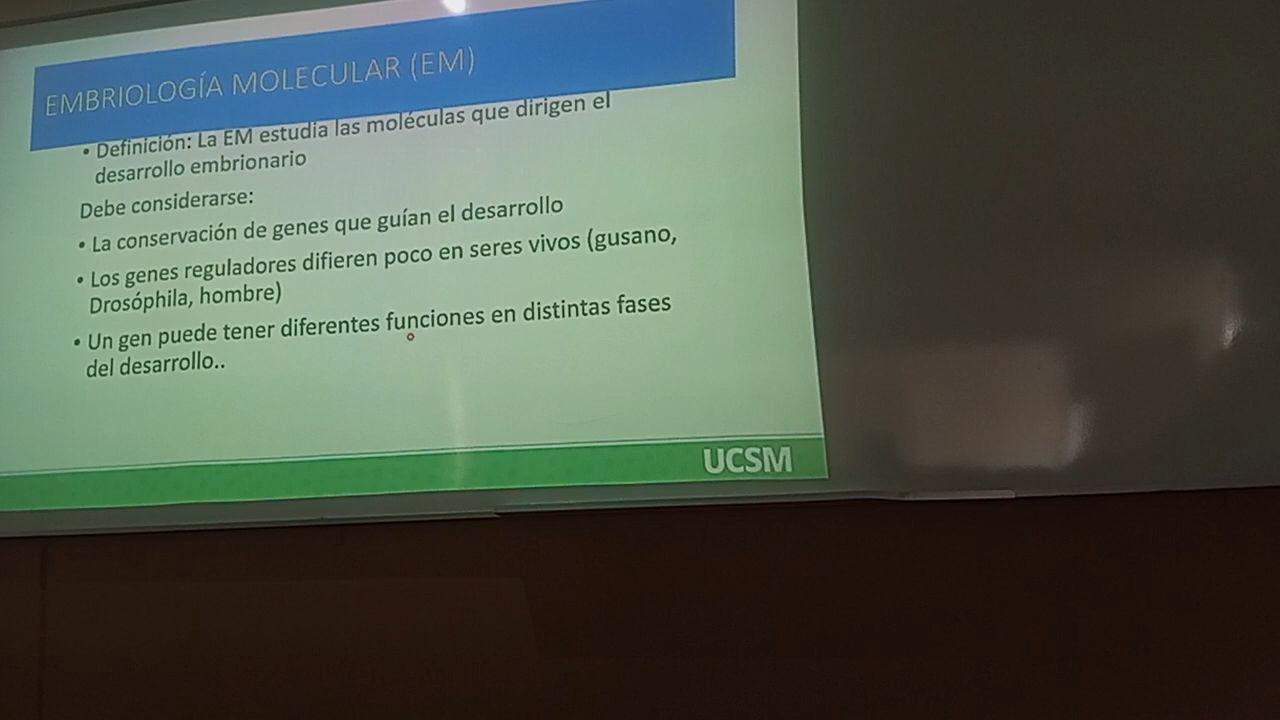 EMBRIOLOGÍA MOLECULAR (EM)
• Definición: La EM estudia las moléculas que dirigen el
desarrollo embrionario
Debe considerarse:
• La conservación de genes que guían el desarrollo
• Los genes reguladores difieren poco en seres vivos (gusano,
Drosóphila, hombre)
• Un gen puede tener diferentes funciones en distintas fases
del desarrollo..
UCSM